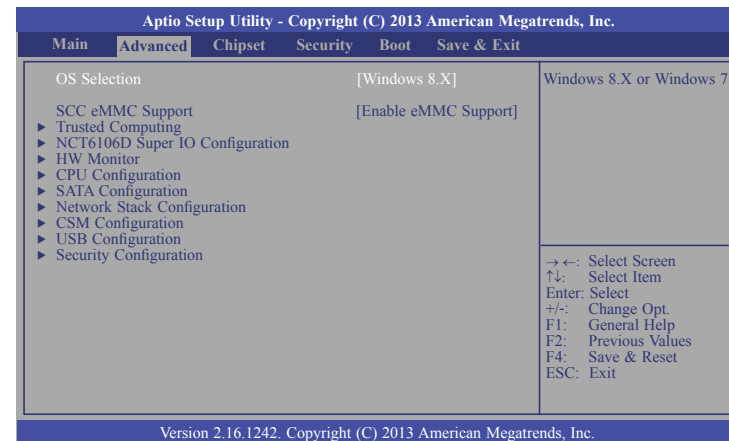 Aptio Setup Utility - Copyright (C) 2013 American Megatrends, Inc.
Main Advanced Chipset Security Boot Save & Exit
OS Selection [Windows 8.X]
SCC eMMC Support [Enable eMMC Support]
► Trusted Computing
► NCT6106D Super IO Configuration
► HW Monitor
► CPU Configuration
► SATA Configuration
► Network Stack Configuration
► CSM Configuration
► USB Configuration
► Security Configuration
Windows 8.X or Windows 7
→←: Select Screen
↑↓: Select Item
Enter: Select
+/-: Change Opt.
F1: General Help
F2: Previous Values
F4: Save & Reset
ESC: Exit
Version 2.16.1242. Copyright (C) 2013 American Megatrends, Inc.